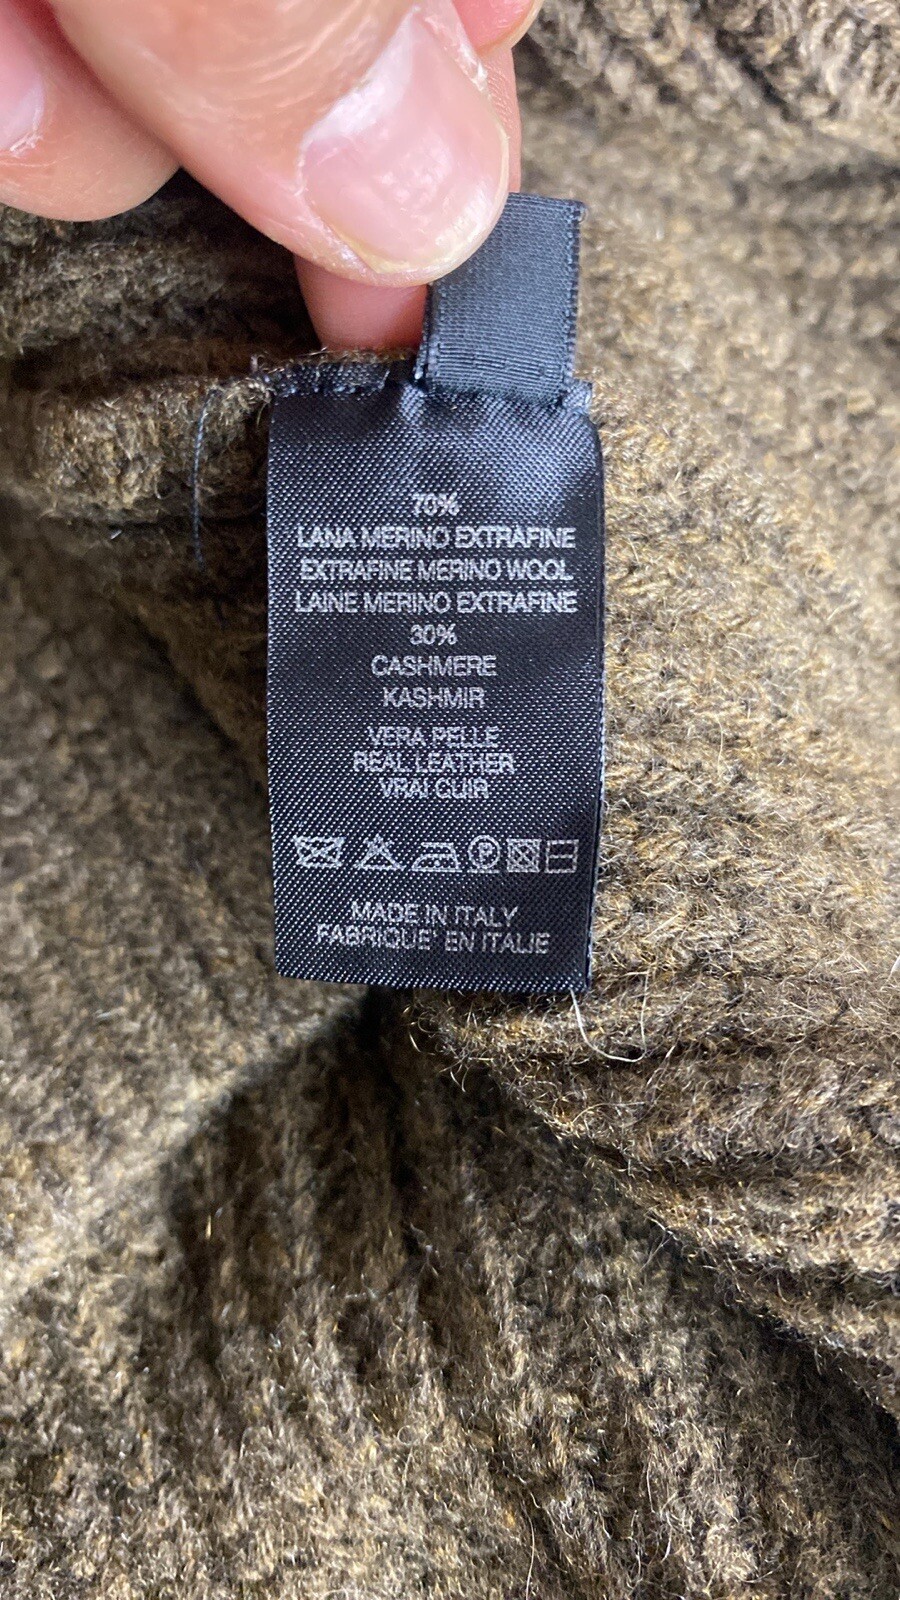 70%
LANA MERINO EXTRAFINE
EXTRAFINE MERINO WOOL
LAINE MERINO EXTRAFINE
30%
CASHMERE
KASHMIR
VERA PELLE
REAL LEATHER
VRAI CUIR
P
MADE IN ITALY
FABRIQUE' EN ITALIE